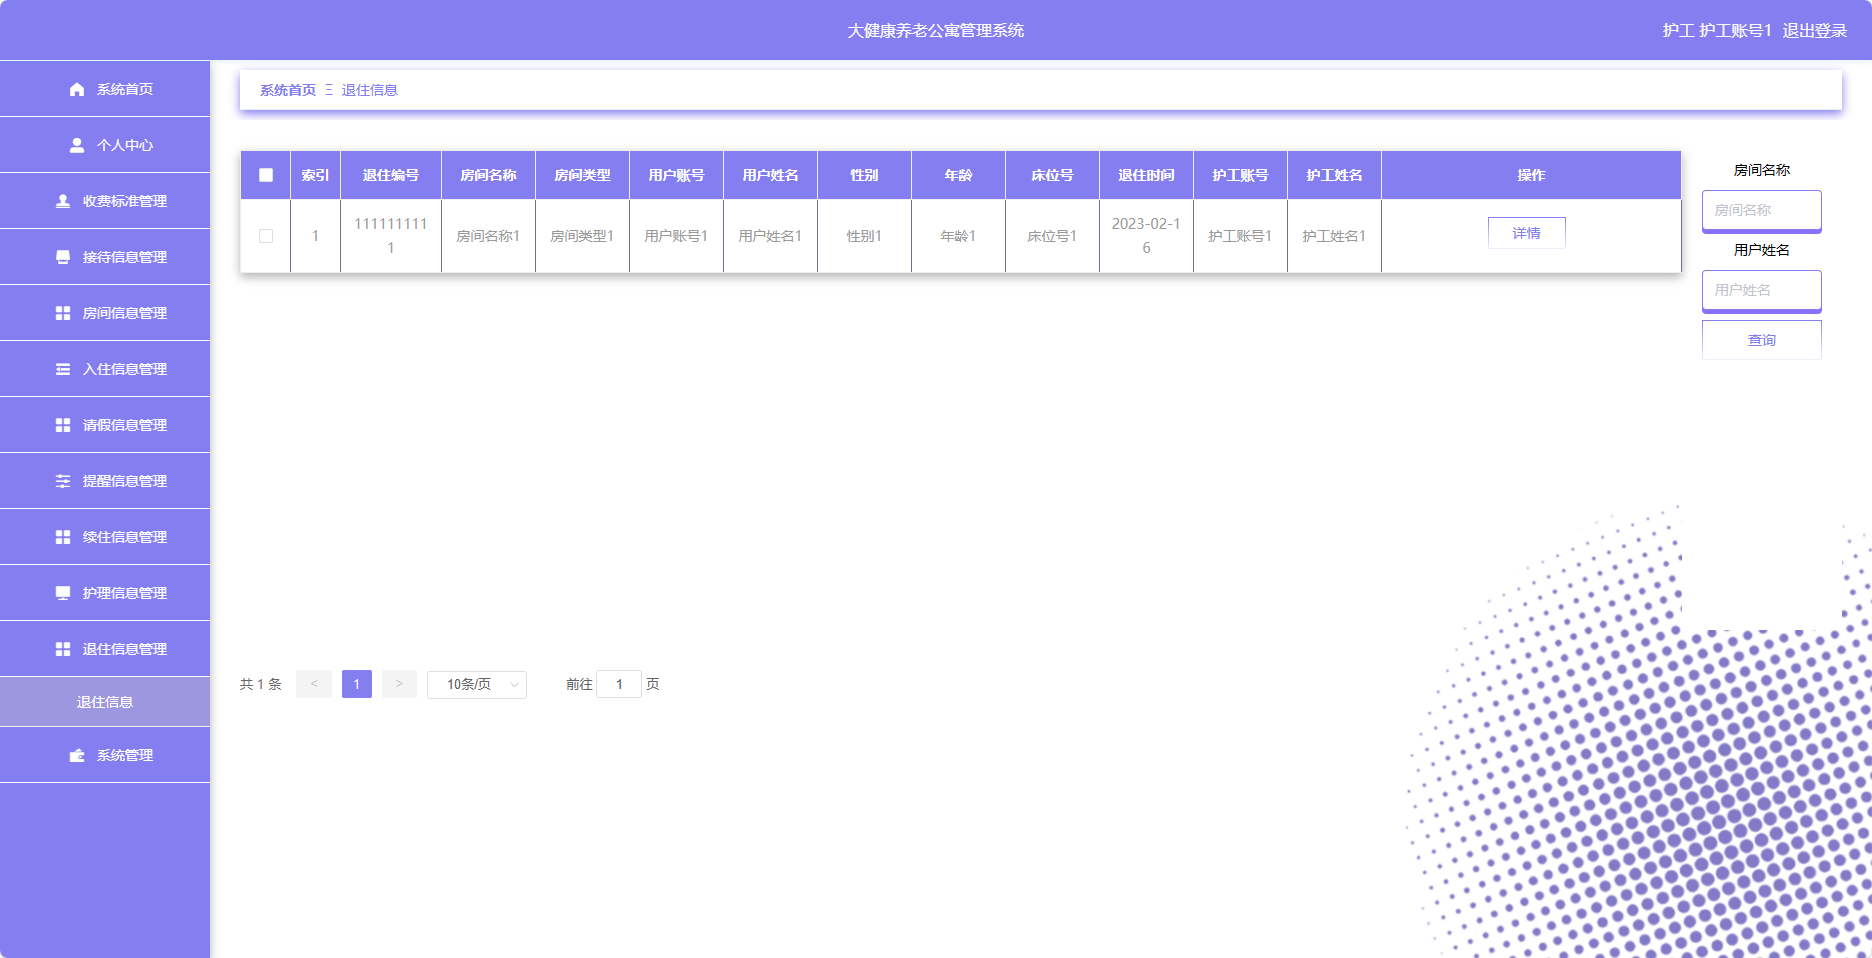 大健康养老公寓管理系统
护工 护工账号1 退出登录
系统首页
个人中心
收费标准管理
接待信息管理
房间信息管理
入住信息管理
请假信息管理
提醒信息管理
续住信息管理
护理信息管理
退住信息管理
退住信息
系统管理
系统首页 Ξ 退住信息
索引 退住编号 房间名称 房间类型 用户账号 用户姓名 性别 年龄 床位号 退住时间 护工账号 护工姓名 操作
1 1111111111 房间名称1 房间类型1 用户账号1 用户姓名1 性别1 年龄1 床位号1 2023-02-16 护工账号1 护工姓名1 详情
房间名称
房间名称
用户姓名
用户姓名
查询
共 1 条 < 1 > 10条/页 前往 1 页